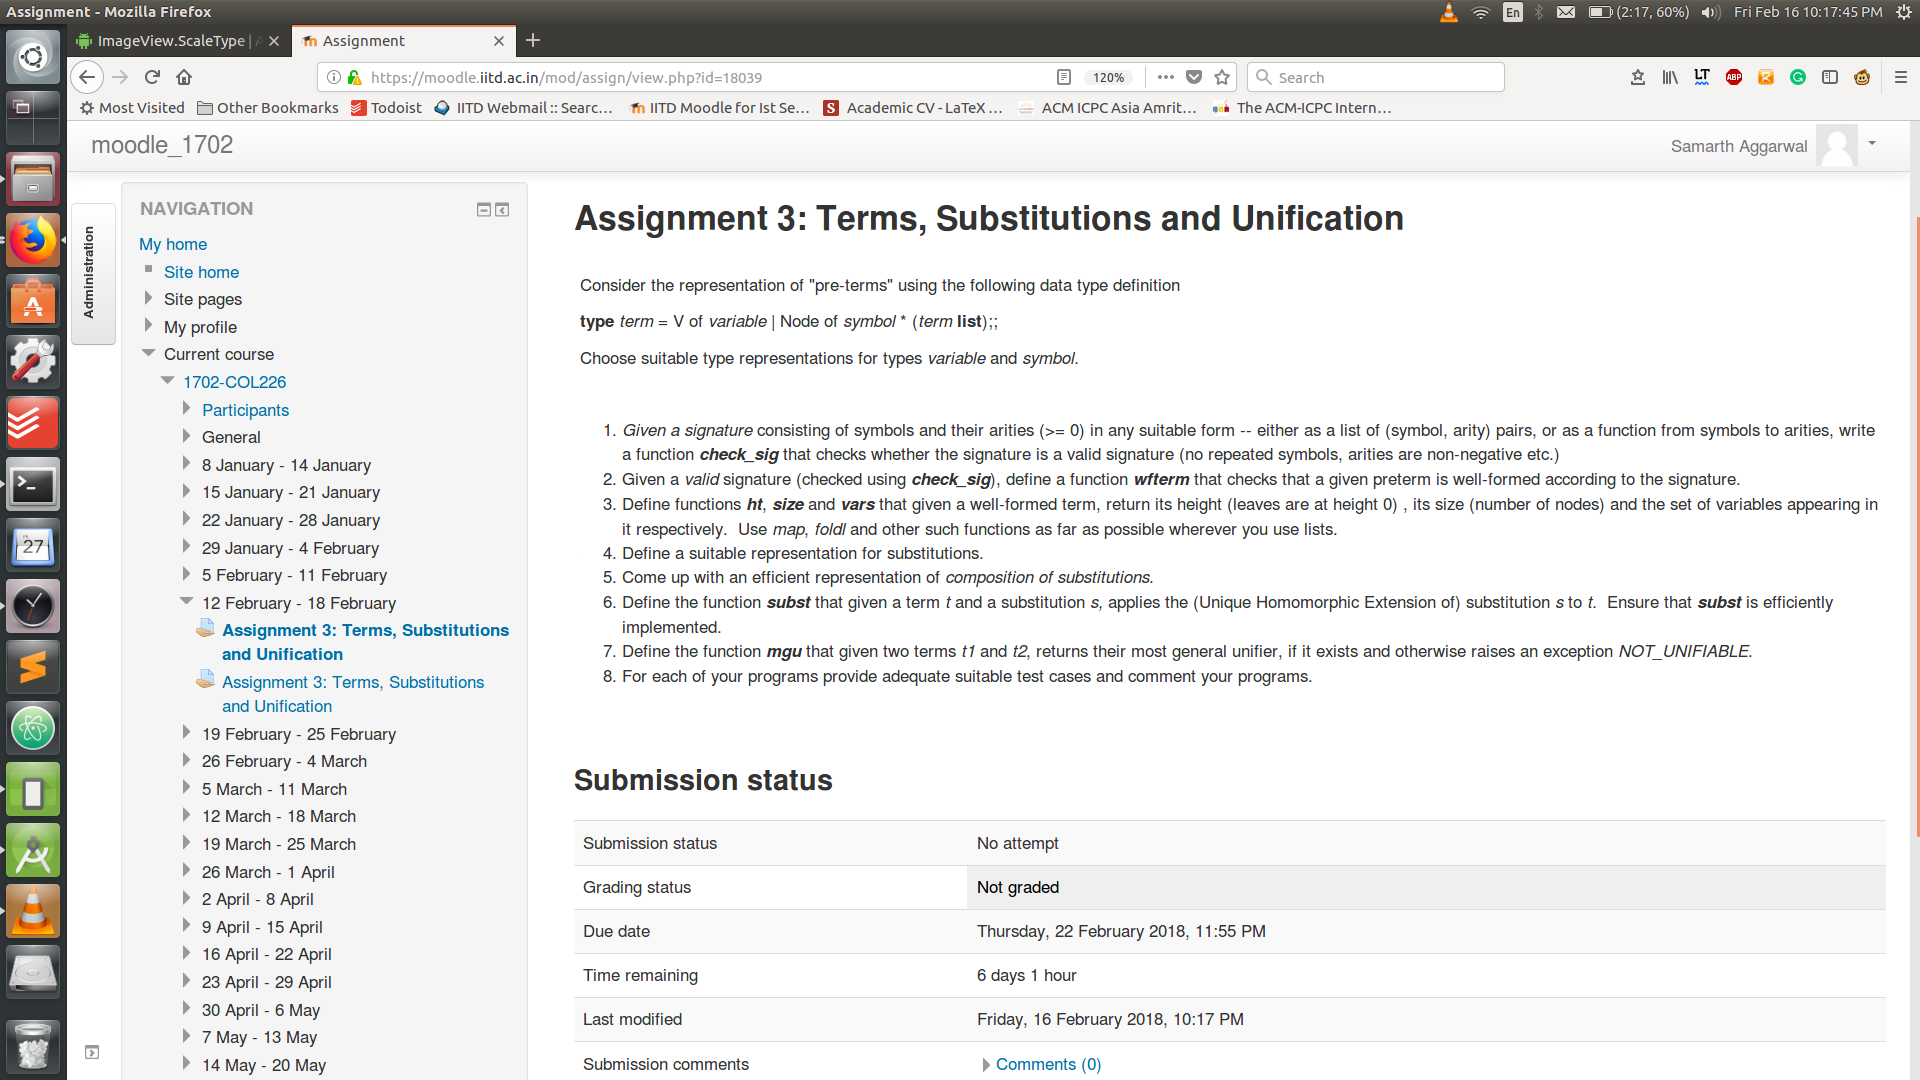 Assignment - Mozilla Firefox
En
(2:17, 60%)
Fri Feb 16 10:17:45 PM
ImageView.ScaleType |
Assignment
https://moodle.iitd.ac.in/mod/assign/view.php?id=18039
120%
Search
LT
ABP
Most Visited
Other Bookmarks
Todoist
IITD Webmail :: Searc...
IITD Moodle for Ist Se...
S
Academic CV - LaTeX ...
ACM ICPC Asia Amrit...
The ACM-ICPC Intern...
moodle_1702
Samarth Aggarwal
27
Administration
NAVIGATION
My home
Site home
Site pages
My profile
Current course
1702-COL226
Participants
General
8 January - 14 January
15 January - 21 January
22 January - 28 January
29 January - 4 February
5 February - 11 February
12 February - 18 February
Assignment 3: Terms, Substitutions
and Unification
Assignment 3: Terms, Substitutions
and Unification
19 February - 25 February
26 February - 4 March
5 March - 11 March
12 March - 18 March
19 March - 25 March
26 March - 1 April
2 April - 8 April
9 April - 15 April
16 April - 22 April
23 April - 29 April
30 April - 6 May
7 May - 13 May
14 May - 20 May
Assignment 3: Terms, Substitutions and Unification
Consider the representation of "pre-terms" using the following data type definition
type term = V of variable | Node of symbol * (term list);;
Choose suitable type representations for types variable and symbol.
1. Given a signature consisting of symbols and their arities (>= 0) in any suitable form -- either as a list of (symbol, arity) pairs, or as a function from symbols to arities, write
a function check_sig that checks whether the signature is a valid signature (no repeated symbols, arities are non-negative etc.)
2. Given a valid signature (checked using check_sig), define a function wfterm that checks that a given preterm is well-formed according to the signature.
3. Define functions ht, size and vars that given a well-formed term, return its height (leaves are at height 0) , its size (number of nodes) and the set of variables appearing in
it respectively.  Use map, foldl and other such functions as far as possible wherever you use lists.
4. Define a suitable representation for substitutions.
5. Come up with an efficient representation of composition of substitutions.
6. Define the function subst that given a term t and a substitution s, applies the (Unique Homomorphic Extension of) substitution s to t.  Ensure that subst is efficiently
implemented.
7. Define the function mgu that given two terms t1 and t2, returns their most general unifier, if it exists and otherwise raises an exception NOT_UNIFIABLE.
8. For each of your programs provide adequate suitable test cases and comment your programs.
Submission status
Submission status No attempt
Grading status Not graded
Due date Thursday, 22 February 2018, 11:55 PM
Time remaining 6 days 1 hour
Last modified Friday, 16 February 2018, 10:17 PM
Submission comments Comments (0)